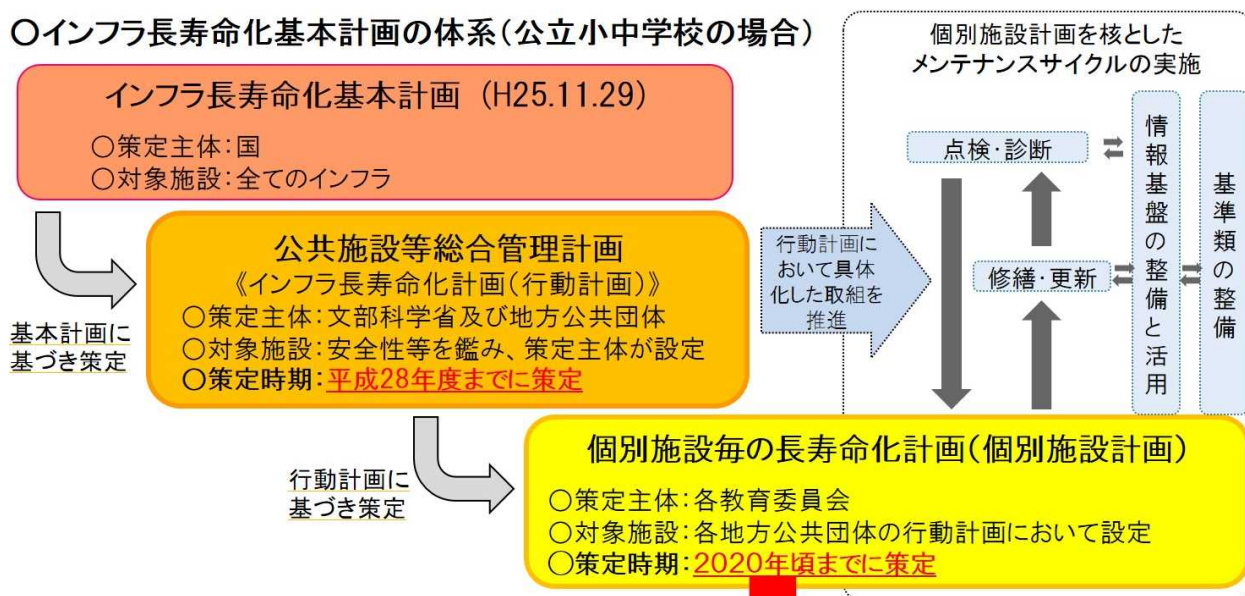 〇インフラ長寿命化基本計画の体系(公立小中学校の場合)
インフラ長寿命化基本計画 (H25.11.29)
〇策定主体:国
〇対象施設:全てのインフラ
基本計画に
基づき策定
公共施設等総合管理計画
《インフラ長寿命化計画(行動計画)》
〇策定主体:文部科学省及び地方公共団体
〇対象施設:安全性等を鑑み、策定主体が設定
〇策定時期:平成28年度までに策定
行動計画に
基づき策定
個別施設毎の長寿命化計画(個別施設計画)
〇策定主体:各教育委員会
〇対象施設:各地方公共団体の行動計画において設定
〇策定時期:2020年頃までに策定
行動計画に
おいて具体
化した取組を
推進
個別施設計画を核とした
メンテナンスサイクルの実施
点検・診断
修繕・更新
情報基盤の整備と活用
基準類の整備